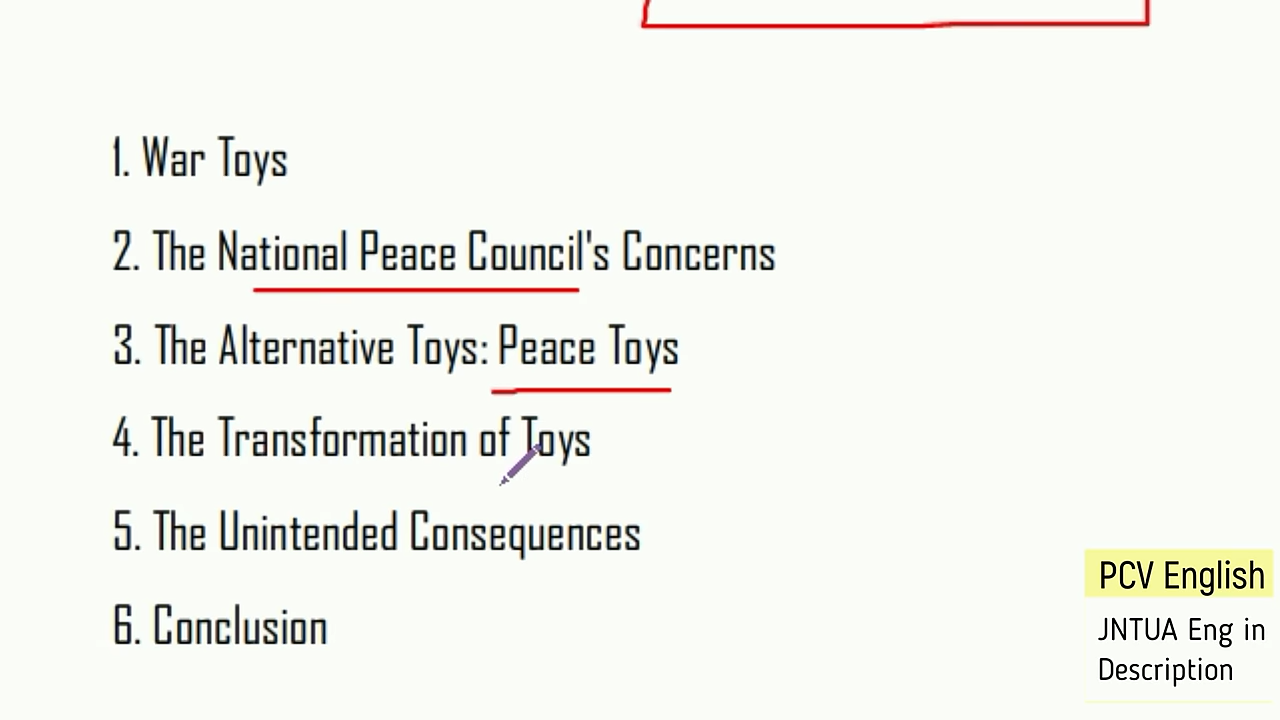 1. War Toys
2. The National Peace Council's Concerns
3. The Alternative Toys: Peace Toys
4. The Transformation of Toys
5. The Unintended Consequences
6. Conclusion
PCV English
JNTUA Eng in
Description